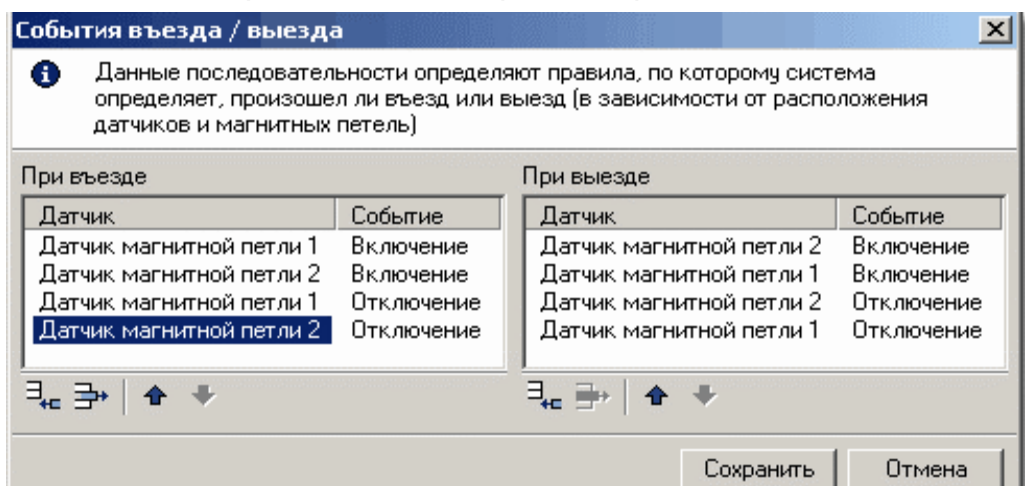 События въезда / выезда
Данные последовательности определяют правила, по которому система
определяет, произошел ли въезд или выезд (в зависимости от расположения
датчиков и магнитных петель)
При въезде
Датчик Событие
Датчик магнитной петли 1 Включение
Датчик магнитной петли 2 Включение
Датчик магнитной петли 1 Отключение
Датчик магнитной петли 2 Отключение
При выезде
Датчик Событие
Датчик магнитной петли 2 Включение
Датчик магнитной петли 1 Включение
Датчик магнитной петли 2 Отключение
Датчик магнитной петли 1 Отключение
Сохранить
Отмена